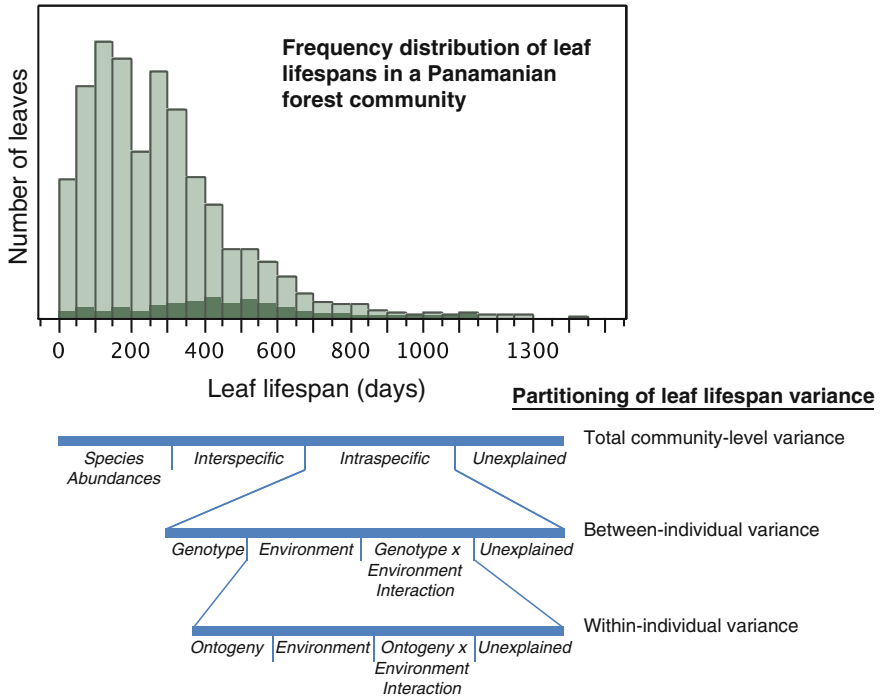 Frequency distribution of leaf
lifespans in a Panamanian
forest community
Number of leaves
0 200 400 600 800 1000 1300
Leaf lifespan (days)
Partitioning of leaf lifespan variance
Total community-level variance
Species
Abundances
Interspecific
Intraspecific
Unexplained
Between-individual variance
Genotype
Environment
Genotype x
Environment
Interaction
Unexplained
Within-individual variance
Ontogeny
Environment
Ontogeny x
Environment
Interaction
Unexplained